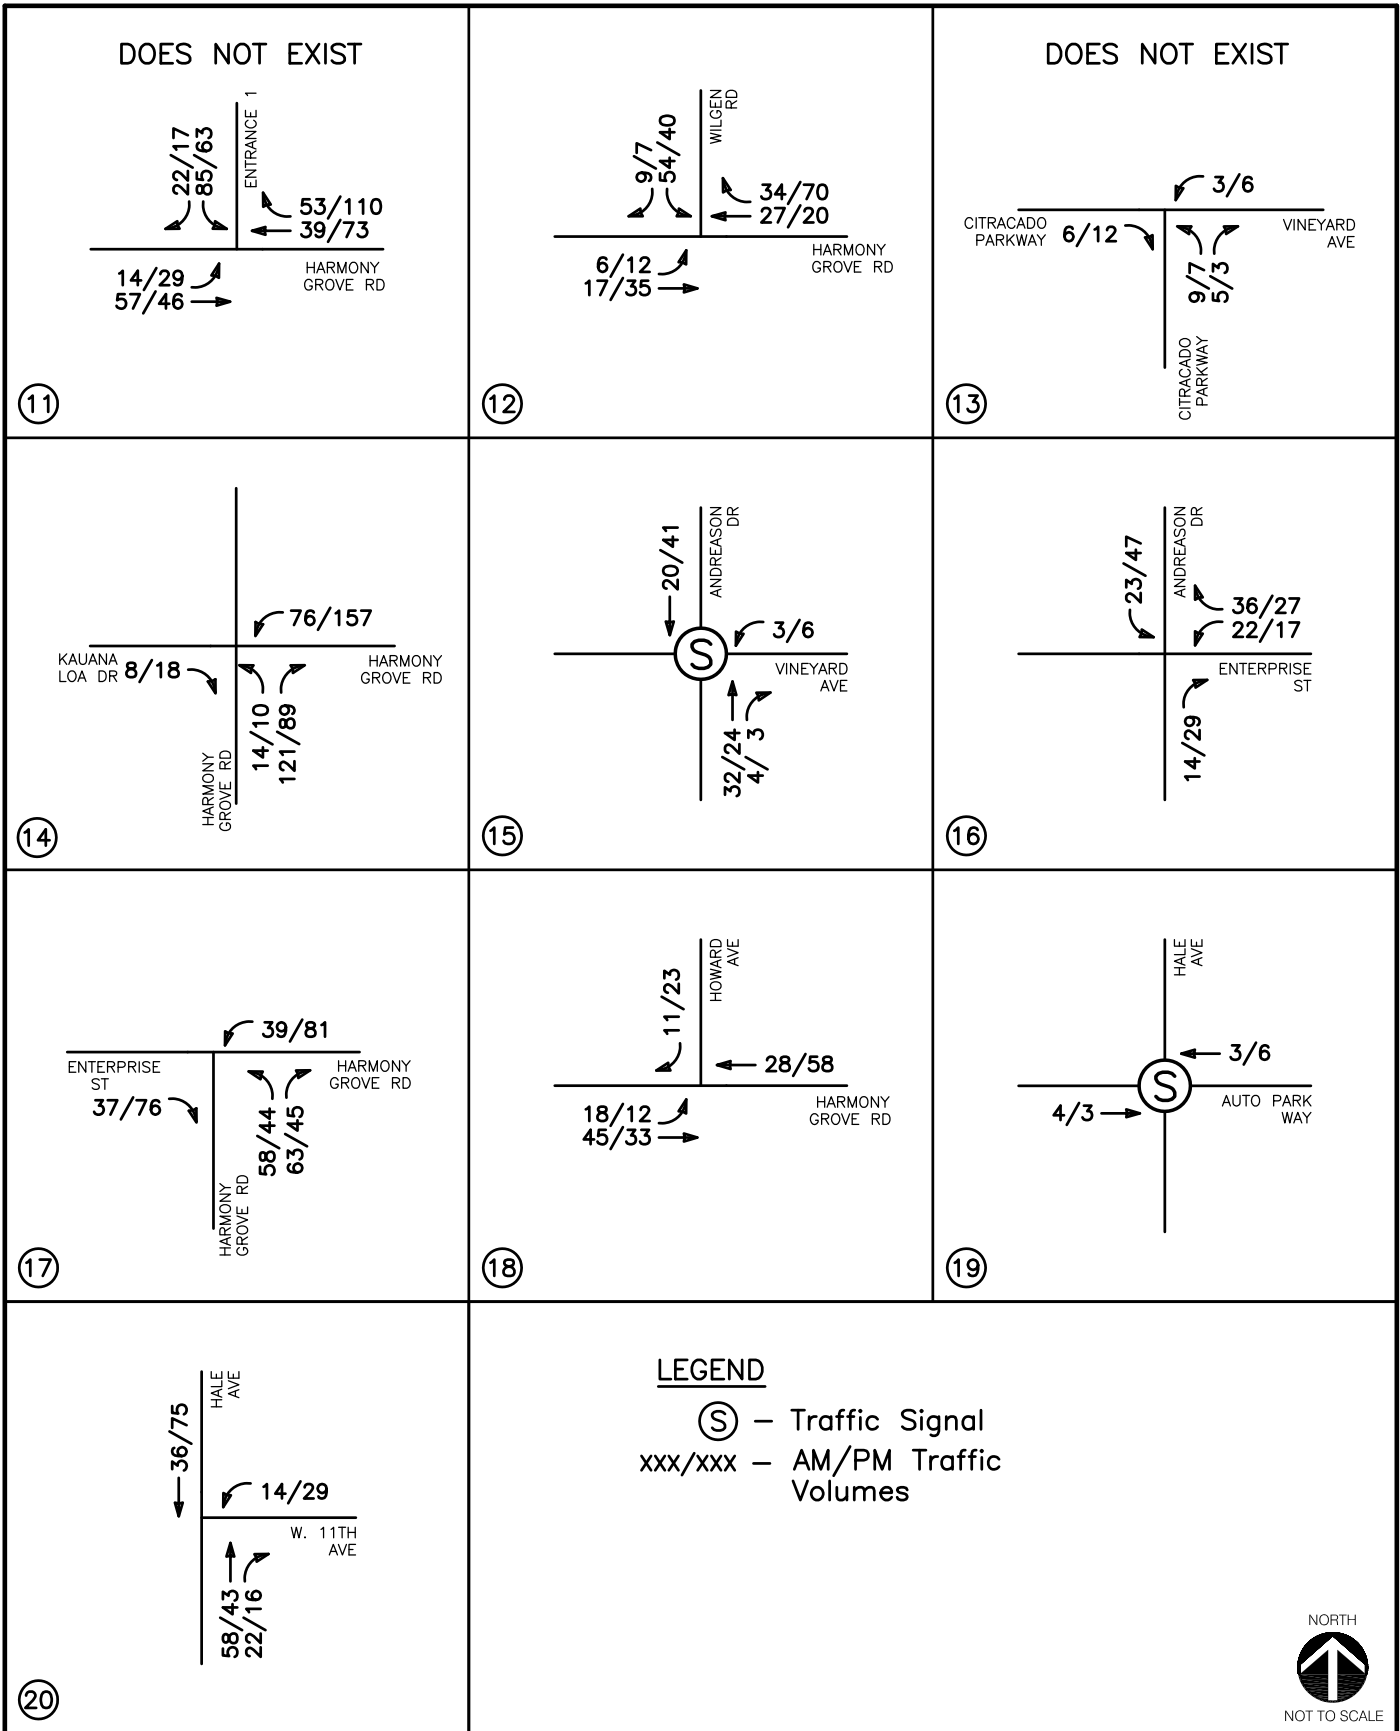 DOES NOT EXIST
ENTRANCE 1
22/17
85/63
53/110
39/73
14/29
57/46
HARMONY
GROVE RD
11
WILGEN
RD
9/7
54/40
34/70
27/20
6/12
17/35
HARMONY
GROVE RD
12
DOES NOT EXIST
3/6
CITRACADO
PARKWAY
6/12
VINEYARD
AVE
9/7
5/3
CITRACADO
PARKWAY
13
76/157
KAUANA
LOA DR
8/18
HARMONY
GROVE RD
14/10
121/89
HARMONY
GROVE RD
14
20/41
ANDREASON
DR
3/6
S
VINEYARD
AVE
32/24
4/ 3
15
23/47
ANDREASON
DR
36/27
22/17
ENTERPRISE
ST
14/29
16
39/81
ENTERPRISE
ST
37/76
HARMONY
GROVE RD
58/44
63/45
HARMONY
GROVE RD
17
11/23
HOWARD
AVE
28/58
18/12
45/33
HARMONY
GROVE RD
18
HALE
AVE
3/6
S
4/3
AUTO PARK
WAY
19
36/75
HALE
AVE
14/29
W. 11TH
AVE
58/43
22/16
20
LEGEND
S – Traffic Signal
XXX/XXX – AM/PM Traffic
Volumes
NORTH
NOT TO SCALE